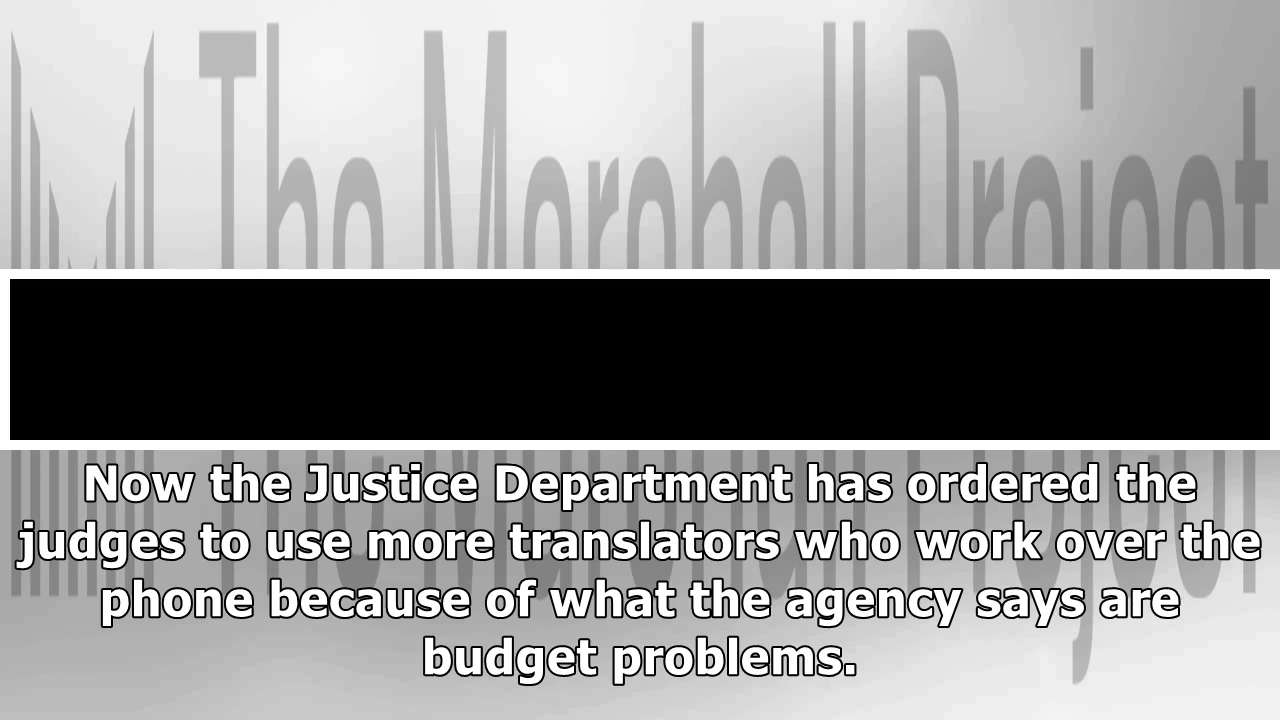 The Marshall Project
Now the Justice Department has ordered the
judges to use more translators who work over the
phone because of what the agency says are
budget problems.